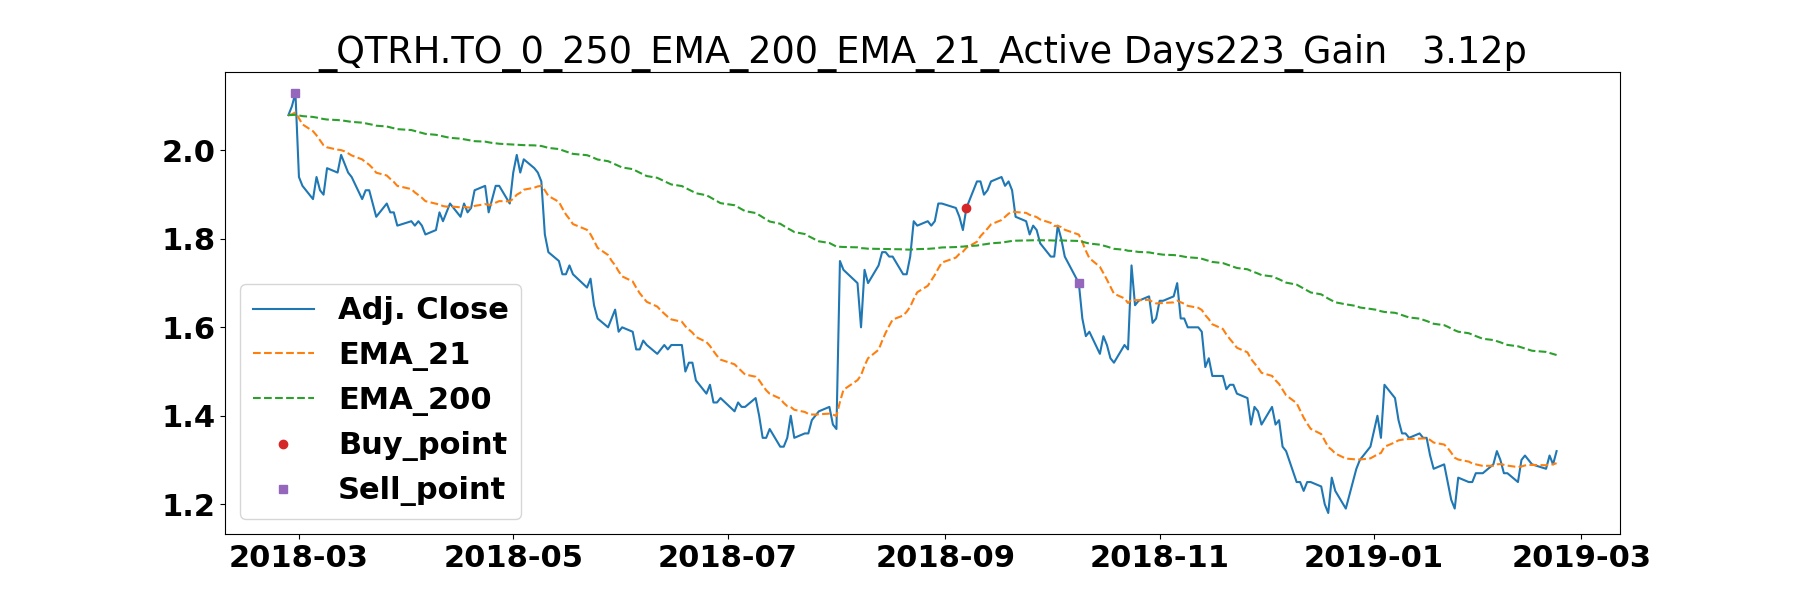 _QTRH.TO_0_250_EMA_200_EMA_21_Active Days223_Gain   3.12p
2.0
1.8
1.6
1.4
1.2
Adj. Close
EMA_21
EMA_200
Buy_point
Sell_point
2018-03 2018-05 2018-07 2018-09 2018-11 2019-01 2019-03